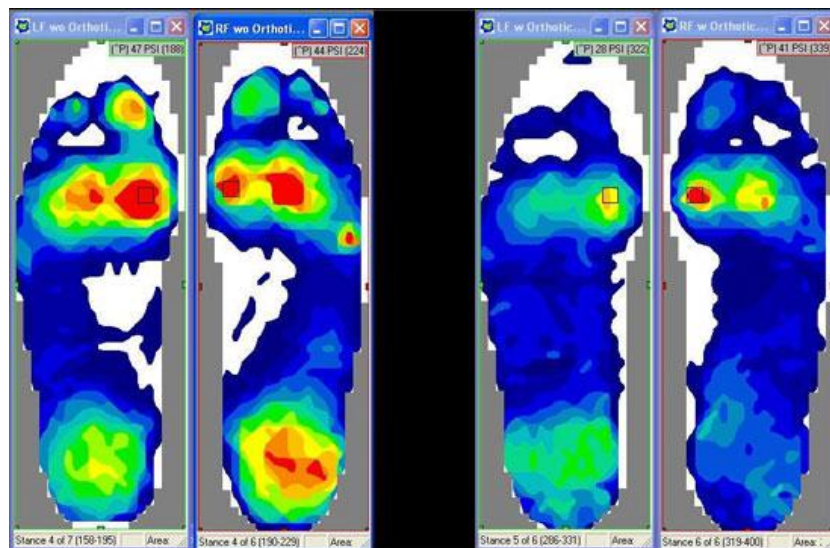 LF wo Orthoti...
RF wo Orthoti...
LF w Orthotic...
RF w Orthotic...
(^P) 47 PSI (188)
(^P) 44 PSI (224)
(^P) 28 PSI (322)
(^P) 41 PSI (339)
Stance 4 of 7 (158-195) Area:
Stance 4 of 6 (190-229) Area:
Stance 5 of 6 (286-331) Area:
Stance 6 of 6 (319-400) Area: